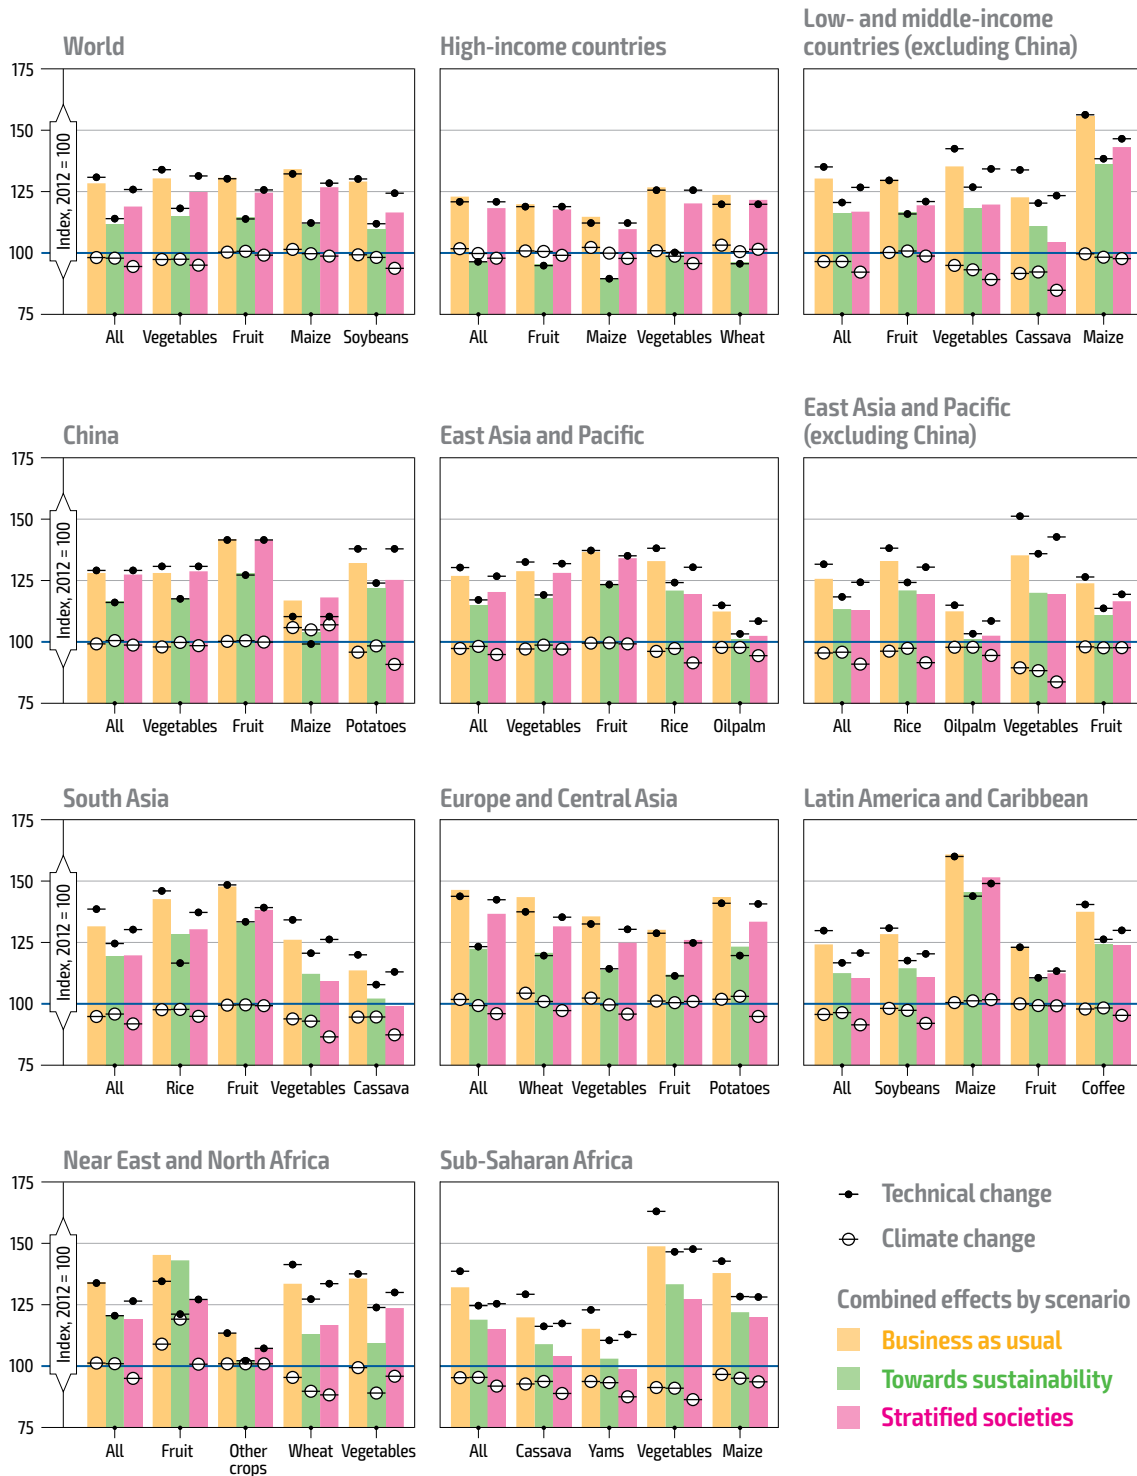 World
175
150
125
100
75
Index, 2012 = 100
All
Vegetables
Fruit
Maize
Soybeans
High-income countries
All
Fruit
Maize
Vegetables
Wheat
Low- and middle-income
countries (excluding China)
All
Fruit
Vegetables
Cassava
Maize
China
175
150
125
100
75
Index, 2012 = 100
All
Vegetables
Fruit
Maize
Potatoes
East Asia and Pacific
All
Vegetables
Fruit
Rice
Oilpalm
East Asia and Pacific
(excluding China)
All
Rice
Oilpalm
Vegetables
Fruit
South Asia
175
150
125
100
75
Index, 2012 = 100
All
Rice
Fruit
Vegetables
Cassava
Europe and Central Asia
All
Wheat
Vegetables
Fruit
Potatoes
Latin America and Caribbean
All
Soybeans
Maize
Fruit
Coffee
Near East and North Africa
175
150
125
100
75
Index, 2012 = 100
All
Fruit
Other
crops
Wheat
Vegetables
Sub-Saharan Africa
All
Cassava
Yams
Vegetables
Maize
Technical change
Climate change
Combined effects by scenario
Business as usual
Towards sustainability
Stratified societies